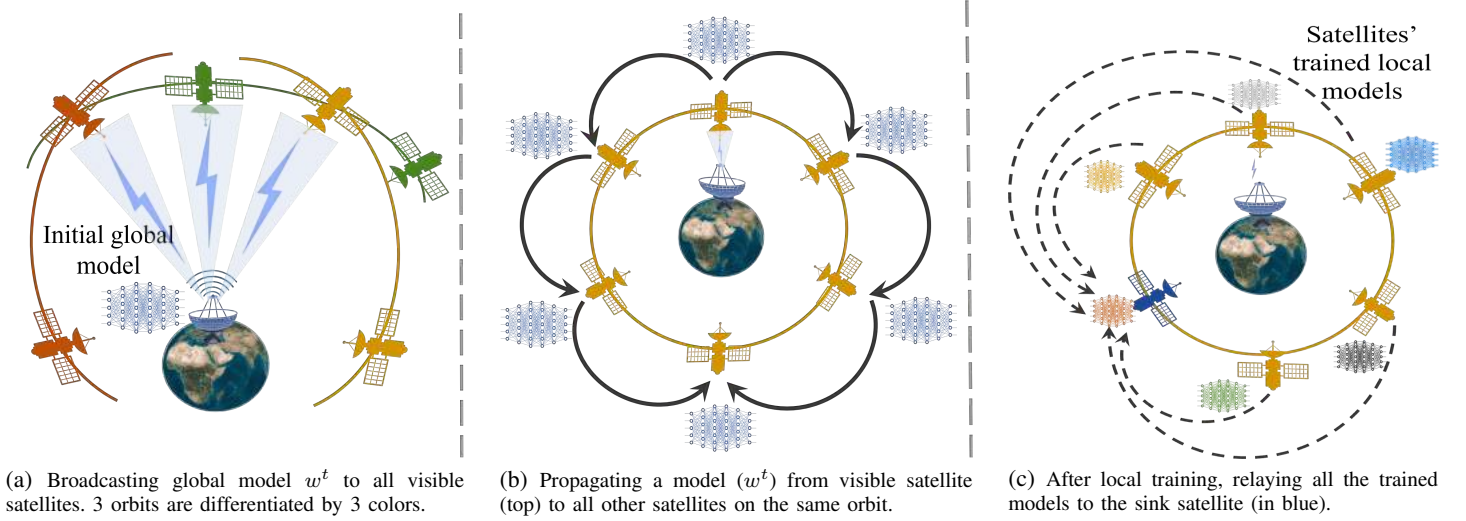 Initial global
model
Satellites'
trained local
models
(a) Broadcasting global model w^t to all visible
satellites. 3 orbits are differentiated by 3 colors.
(b) Propagating a model (w^t) from visible satellite
(top) to all other satellites on the same orbit.
(c) After local training, relaying all the trained
models to the sink satellite (in blue).